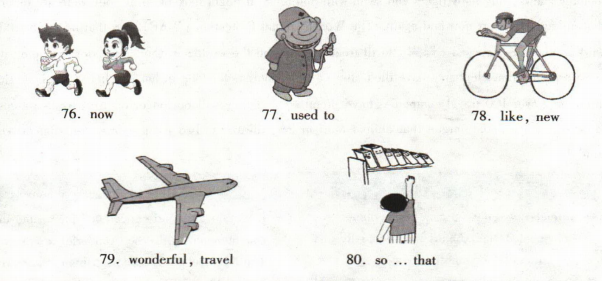 76. now
77. used to
78. like, new
79. wonderful, travel
80. so ... that